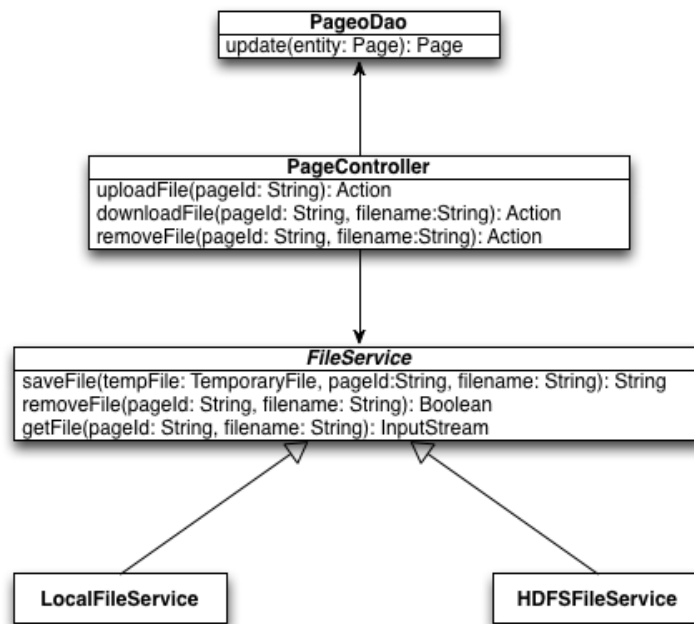 PageoDao
update(entity: Page): Page
PageController
uploadFile(pageId: String): Action
downloadFile(pageId: String, filename:String): Action
removeFile(pageId: String, filename:String): Action
FileService
saveFile(tempFile: TemporaryFile, pageId:String, filename: String): String
removeFile(pageId: String, filename: String): Boolean
getFile(pageId: String, filename: String): InputStream
LocalFileService
HDFSFileService